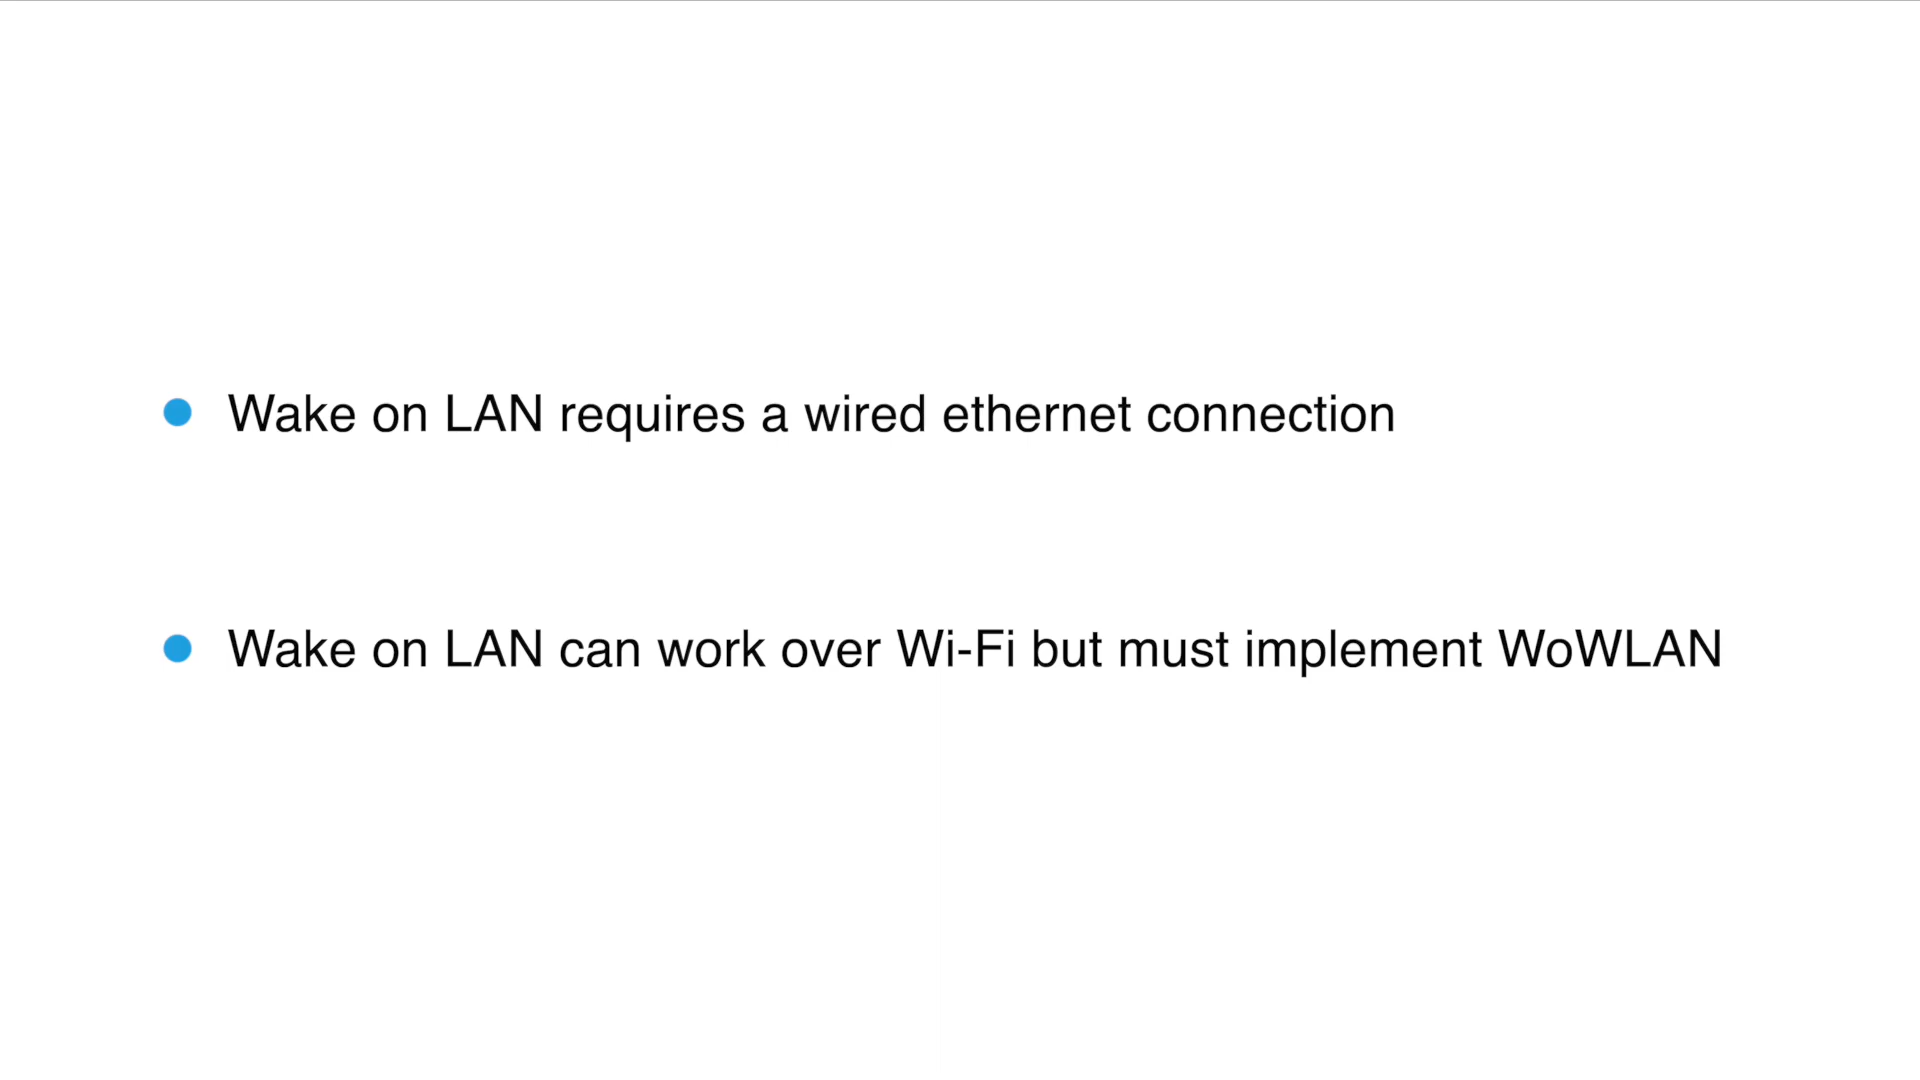 Wake on LAN requires a wired ethernet connection
Wake on LAN can work over Wi-Fi but must implement WoWLAN